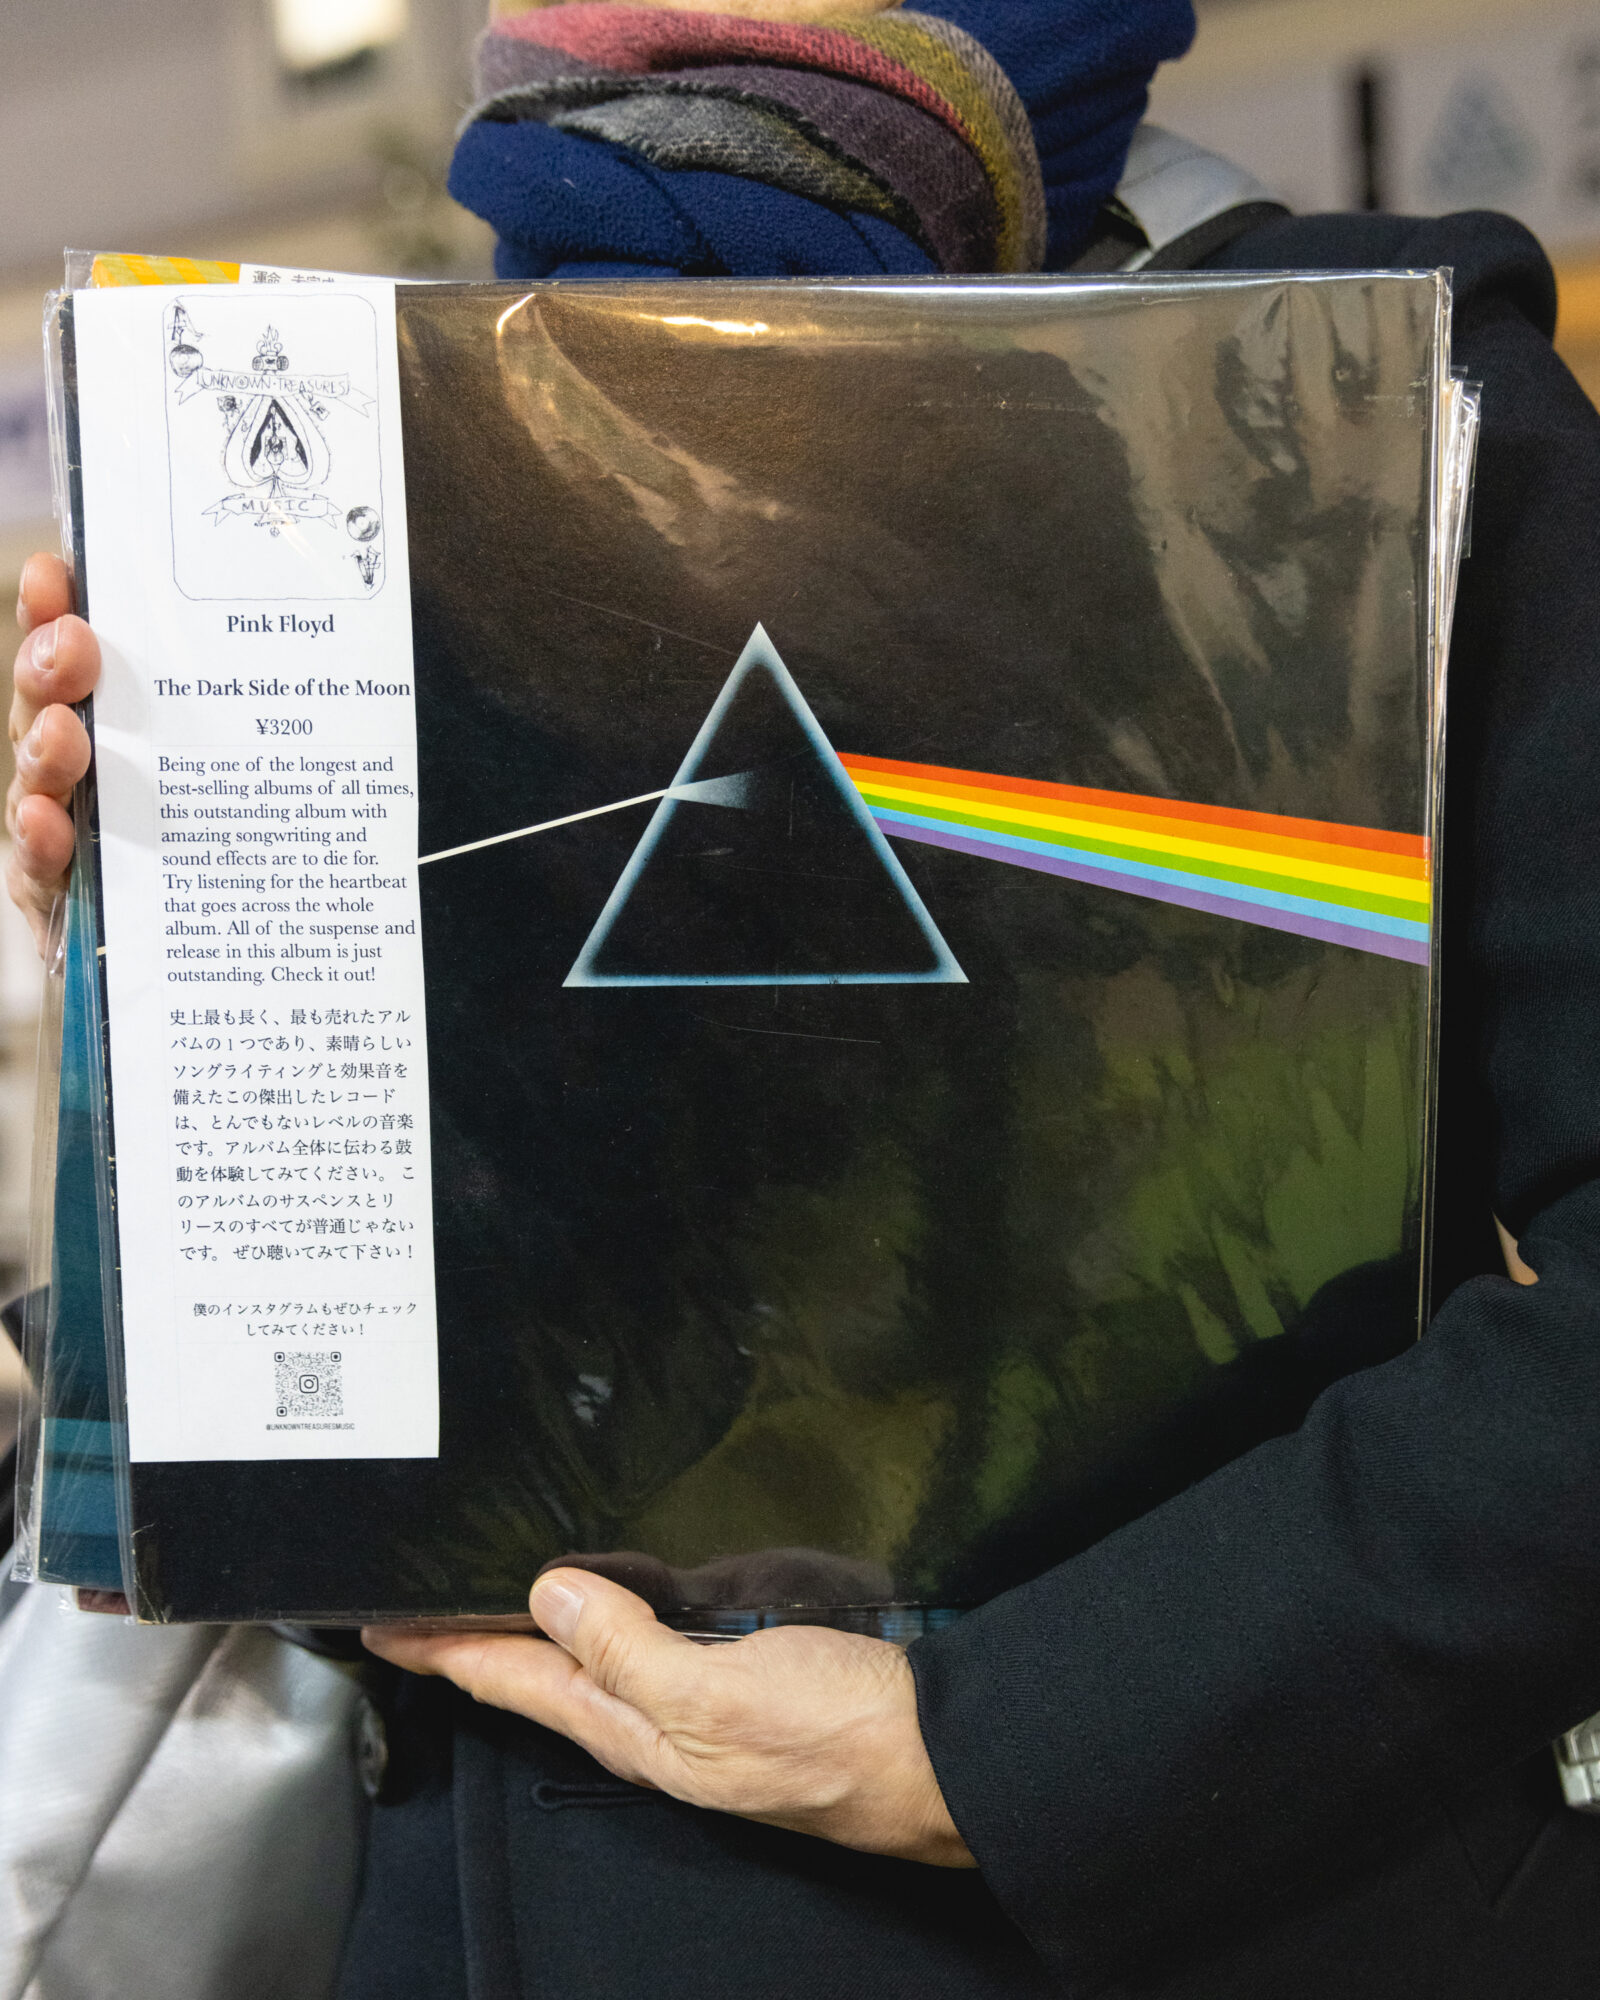 運命 未完成
UNKNOWN TREASURES
MUSIC
Pink Floyd
The Dark Side of the Moon
¥3200
Being one of the longest and
best-selling albums of all times,
this outstanding album with
amazing songwriting and
sound effects are to die for.
Try listening for the heartbeat
that goes across the whole
album. All of the suspense and
release in this album is just
outstanding. Check it out!
史上最も長く、最も売れたアル
バムの1つであり、素晴らしい
ソングライティングと効果音を
備えたこの傑出したレコード
は、とんでもないレベルの音楽
です。アルバム全体に伝わる鼓
動を体験してみてください。 こ
のアルバムのサスペンスとリ
リースのすべてが普通じゃない
です。 ぜひ聴いてみて下さい！
僕のインスタグラムもぜひチェック
してみてください！
@UNKNOWNTREASURESMUSIC